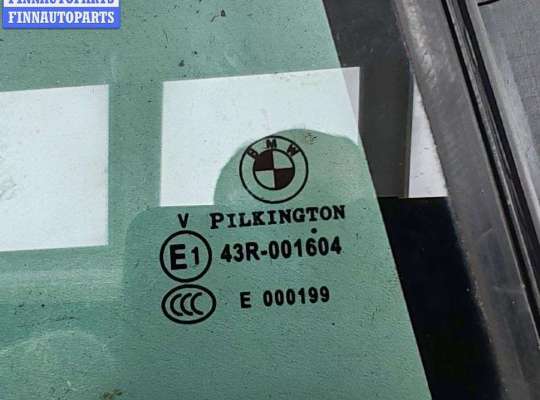 FINNAUTOPARTS
FINNAUTOPARTS
BMW
V PILKINGTON
E1 43R-001604
CCC E 000199